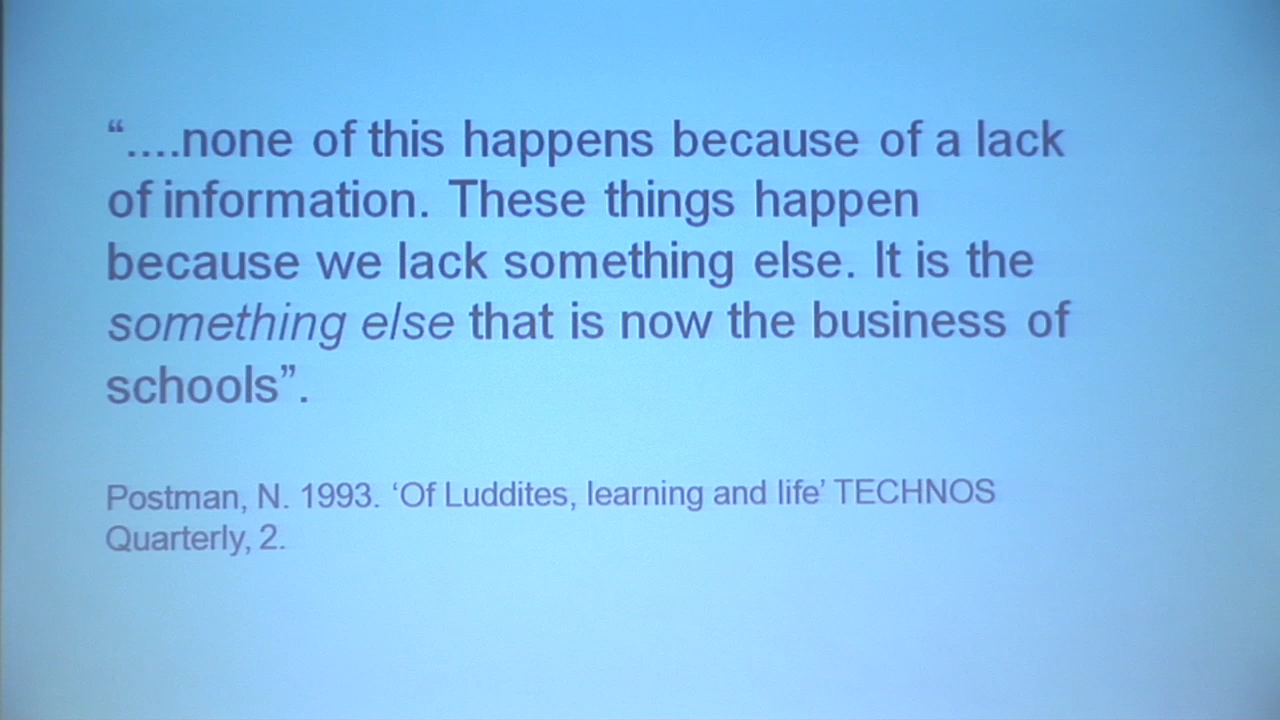 “....none of this happens because of a lack
of information. These things happen
because we lack something else. It is the
something else that is now the business of
schools”.
Postman, N. 1993. ‘Of Luddites, learning and life’ TECHNOS
Quarterly, 2.